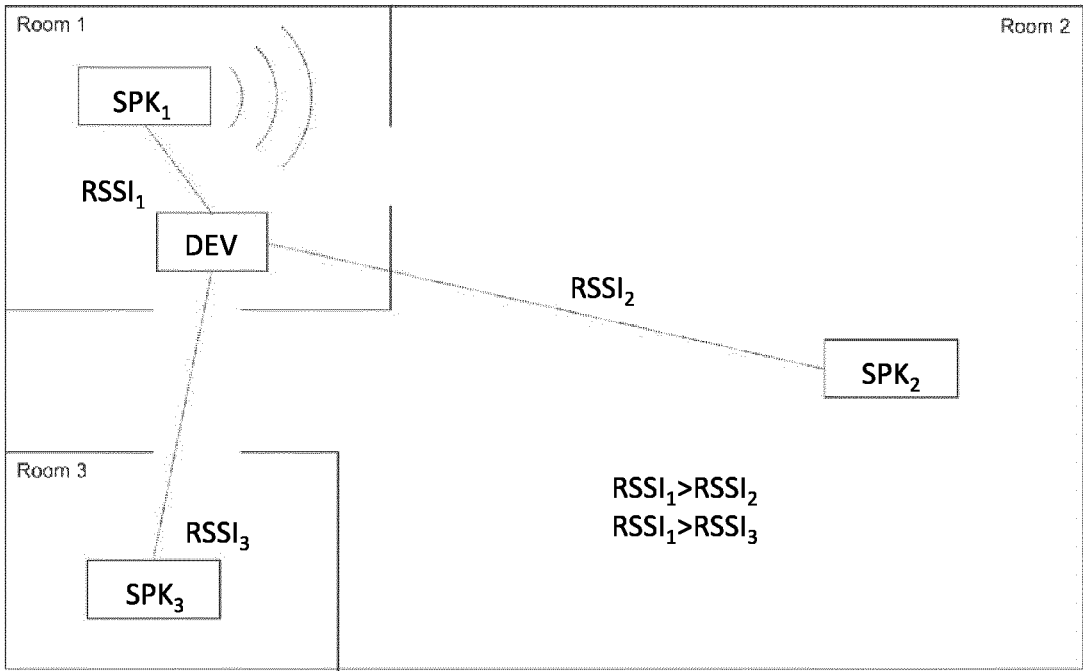 Room 1
Room 2
SPK₁
RSSI₁
DEV
RSSI₂
SPK₂
Room 3
RSSI₁>RSSI₂
RSSI₁>RSSI₃
RSSI₃
SPK₃